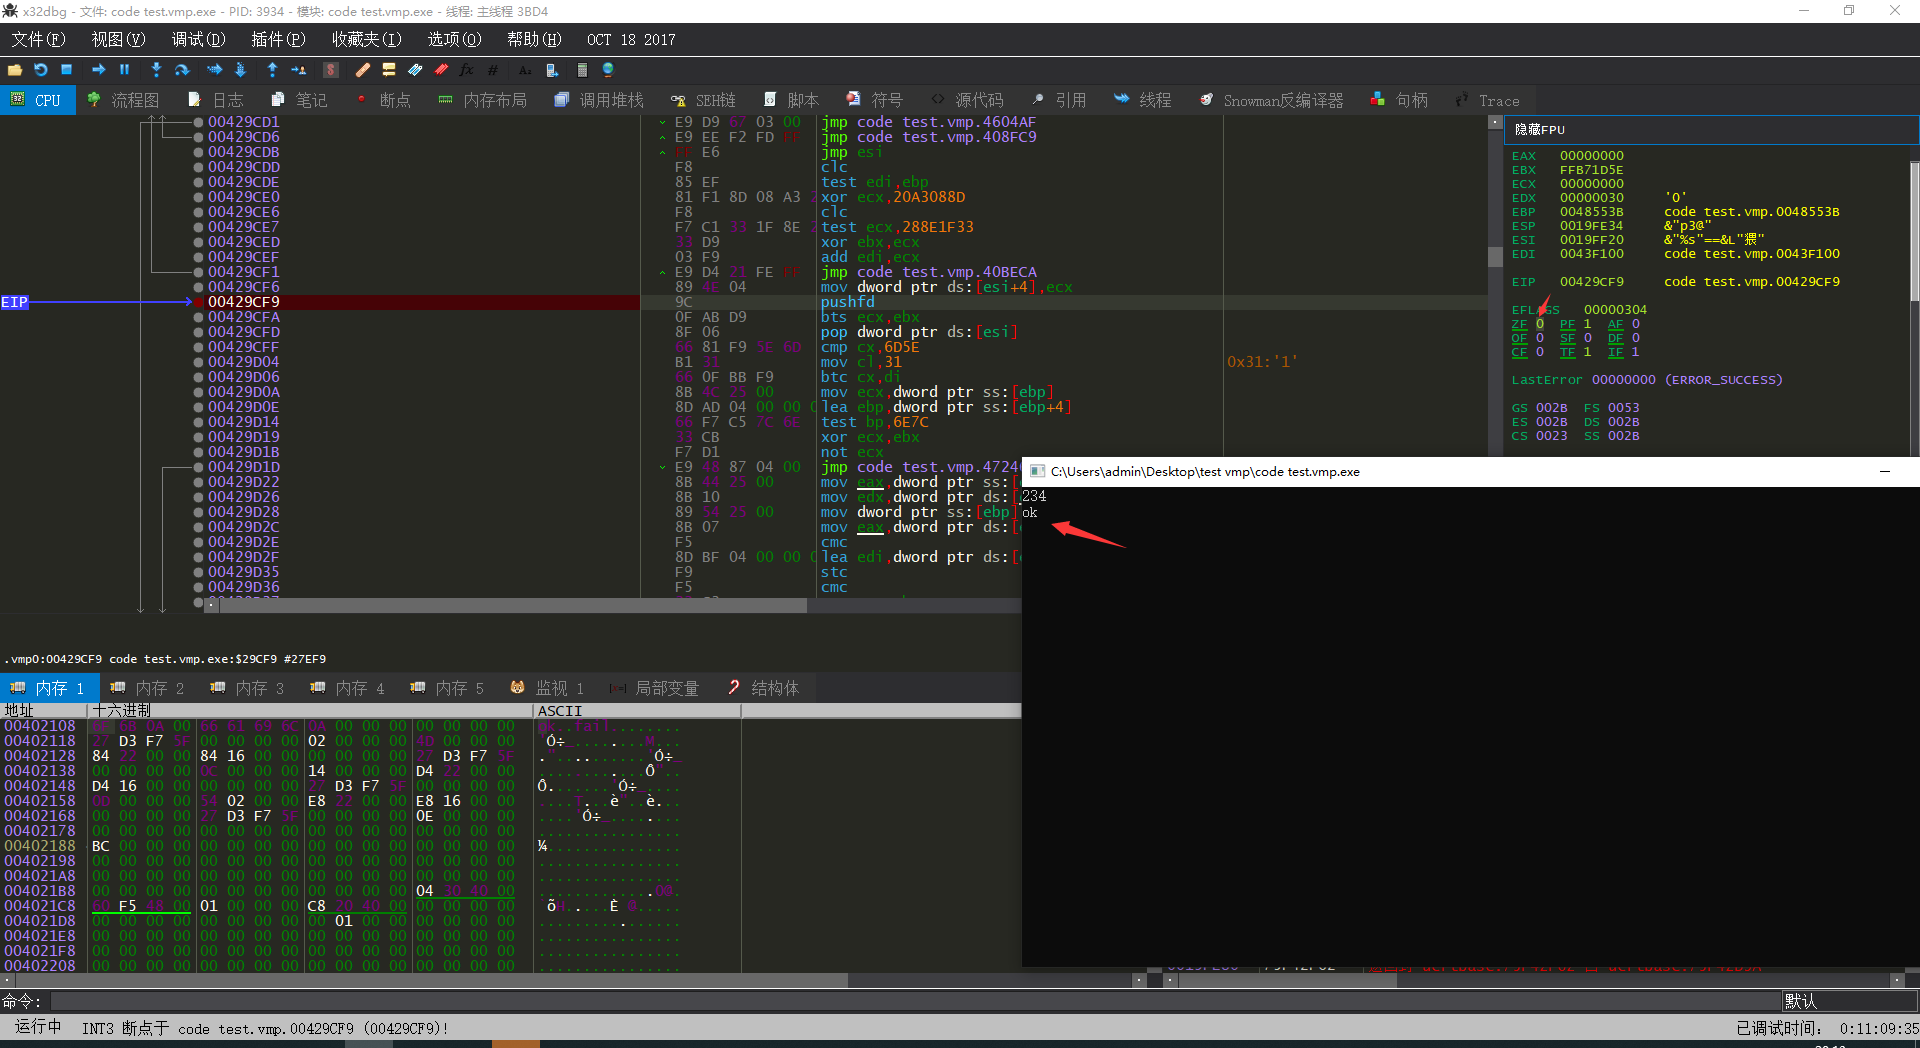 x32dbg - 文件: code test.vmp.exe - PID: 3934 - 模块: code test.vmp.exe - 线程: 主线程 3BD4
文件(F) 视图(V) 调试(D) 插件(P) 收藏夹(I) 选项(O) 帮助(H) OCT 18 2017
CPU 流程图 日志 笔记 断点 内存布局 调用堆栈 SEH链 脚本 符号 源代码 引用 线程 Snowman反编译器 句柄 Trace
00429CD1 E9 D9 67 03 00 jmp code test.vmp.4604AF
00429CD6 E9 EE F2 FD FF jmp code test.vmp.408FC9
00429CDB FF E6 jmp esi
00429CDD F8 clc
00429CDE 85 EF test edi,ebp
00429CE0 81 F1 8D 08 A3 xor ecx,20A3088D
00429CE6 F8 clc
00429CE7 F7 C1 33 1F 8E test ecx,288E1F33
00429CED 33 D9 xor ebx,ecx
00429CEF 03 F9 add edi,ecx
00429CF1 E9 D4 21 FE FF jmp code test.vmp.40BECA
00429CF6 89 4E 04 mov dword ptr ds:[esi+4],ecx
EIP 00429CF9 9C pushfd
00429CFA 0F AB D9 bts ecx,ebx
00429CFD 8F 06 pop dword ptr ds:[esi]
00429CFF 66 81 F9 5E 6D cmp cx,6D5E
00429D04 B1 31 mov cl,31 0x31:'1'
00429D06 66 0F BB F9 btc cx,di
00429D0A 8B 4C 25 00 mov ecx,dword ptr ss:[ebp]
00429D0E 8D AD 04 00 00 lea ebp,dword ptr ss:[ebp+4]
00429D14 66 F7 C5 7C 6E test bp,6E7C
00429D19 33 CB xor ecx,ebx
00429D1B F7 D1 not ecx
00429D1D E9 48 87 04 00 jmp code test.vmp.4724
00429D22 8B 44 25 00 mov eax,dword ptr ss:[
00429D26 8B 10 mov edx,dword ptr ds:[
00429D28 89 54 25 00 mov dword ptr ss:[ebp]
00429D2C 8B 07 mov eax,dword ptr ds:[
00429D2E F5 cmc
00429D2F 8D BF 04 00 00 lea edi,dword ptr ds:[
00429D35 F9 stc
00429D36 F5 cmc
隐藏FPU
EAX 00000000
EBX FFB71D5E
ECX 00000000
EDX 00000030 '0'
EBP 0048553B code test.vmp.0048553B
ESP 0019FE34 &"p3@"
ESI 0019FF20 &"%s"==&L"猥"
EDI 0043F100 code test.vmp.0043F100
EIP 00429CF9 code test.vmp.00429CF9
EFLAGS 00000304
ZF 0 PF 1 AF 0
OF 0 SF 0 DF 0
CF 0 TF 1 IF 1
LastError 00000000 (ERROR_SUCCESS)
GS 002B FS 0053
ES 002B DS 002B
CS 0023 SS 002B
C:\Users\admin\Desktop\test vmp\code test.vmp.exe
234
ok
.vmp0:00429CF9 code test.vmp.exe:$29CF9 #27EF9
内存 1 内存 2 内存 3 内存 4 内存 5 监视 1 局部变量 结构体
地址 十六进制 ASCII
00402108 6F 6B 0A 00 66 61 69 6C 0A 00 00 00 00 00 00 00 ok..fail........
00402118 27 D3 F7 5F 00 00 00 00 02 00 00 00 4D 00 00 00
00402128 84 22 00 00 84 16 00 00 00 00 00 00 27 D3 F7 5F
00402138 00 00 00 00 0C 00 00 00 14 00 00 00 D4 22 00 00
00402148 D4 16 00 00 00 00 00 00 27 D3 F7 5F 00 00 00 00
00402158 0D 00 00 00 54 02 00 00 E8 22 00 00 E8 16 00 00
00402168 00 00 00 00 27 D3 F7 5F 00 00 00 00 0E 00 00 00
00402178 00 00 00 00 00 00 00 00 00 00 00 00 00 00 00 00
00402188 BC 00 00 00 00 00 00 00 00 00 00 00 00 00 00 00
00402198 00 00 00 00 00 00 00 00 00 00 00 00 00 00 00 00
004021A8 00 00 00 00 00 00 00 00 00 00 00 00 00 00 00 00
004021B8 00 00 00 00 00 00 00 00 00 00 00 00 04 30 40 00
004021C8 60 F5 48 00 01 00 00 00 C8 20 40 00 00 00 00 00
004021D8 00 00 00 00 00 00 00 00 00 01 00 00 00 00 00 00
004021E8 00 00 00 00 00 00 00 00 00 00 00 00 00 00 00 00
004021F8 00 00 00 00 00 00 00 00 00 00 00 00 00 00 00 00
00402208 00 00 00 00 00 00 00 00 00 00 00 00 00 00 00 00
命令: 默认
运行中 INT3 断点于 code test.vmp.00429CF9 (00429CF9)! 已调试时间: 0:11:09:35